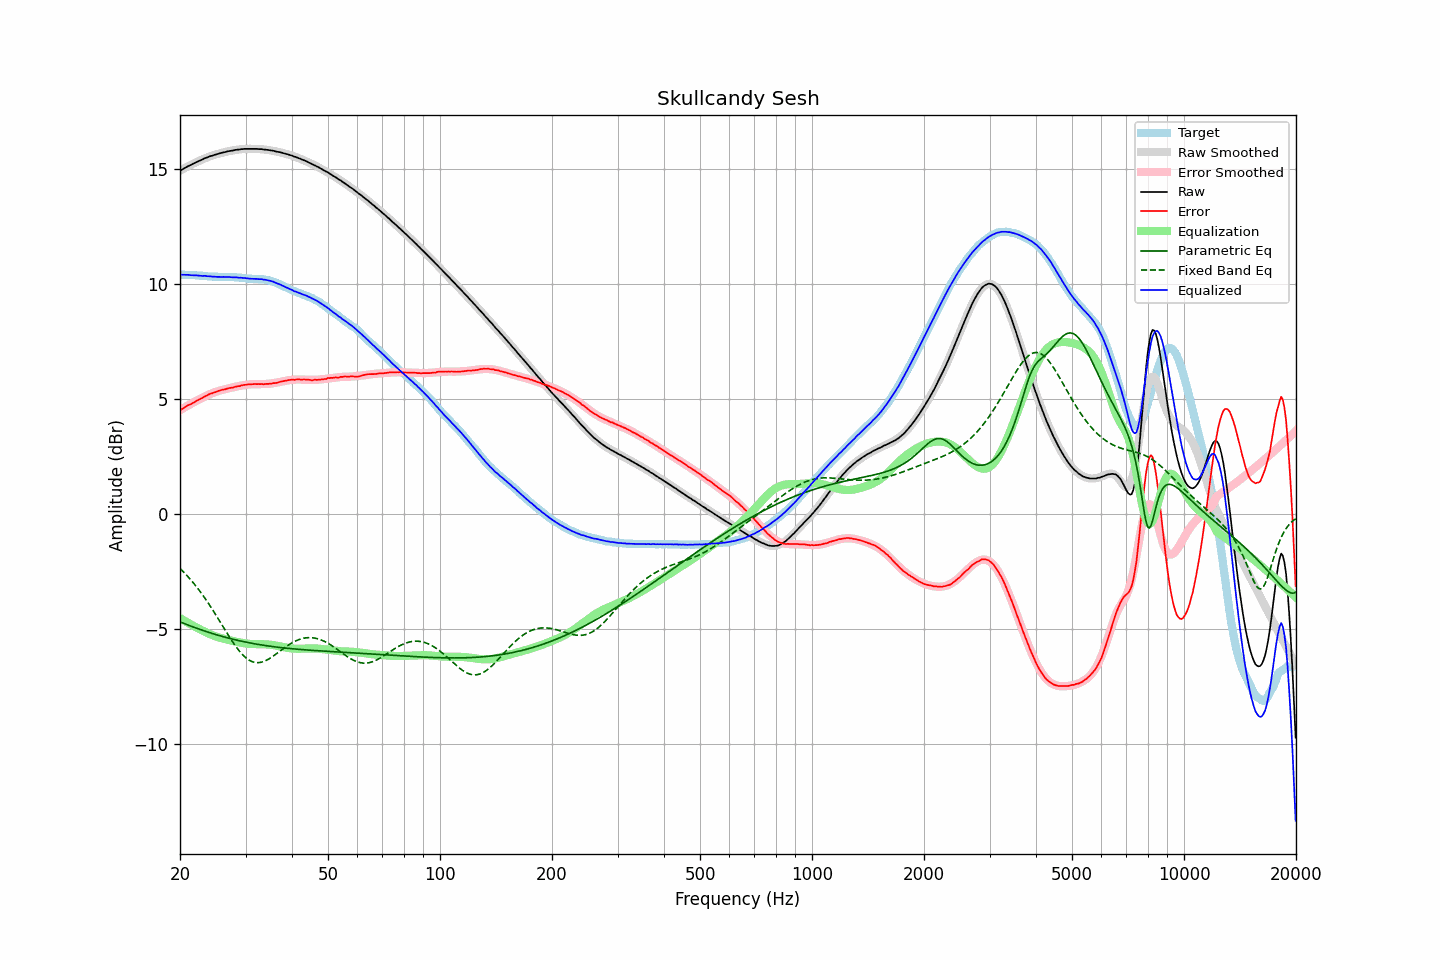 Skullcandy Sesh
Target
Raw Smoothed
Error Smoothed
Raw
Error
Equalization
Parametric Eq
Fixed Band Eq
Equalized
Amplitude (dBr)
15
10
5
0
−5
−10
20
50
100
200
500
1000
2000
5000
10000
20000
Frequency (Hz)